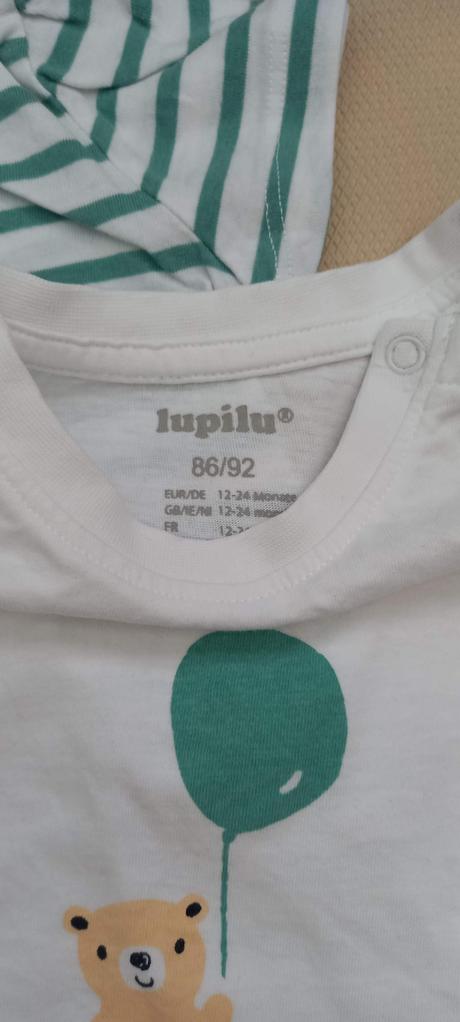 lupilu®
86/92
EUR/DE 12-24 Monate
GB/IE/NI 12-24
FR